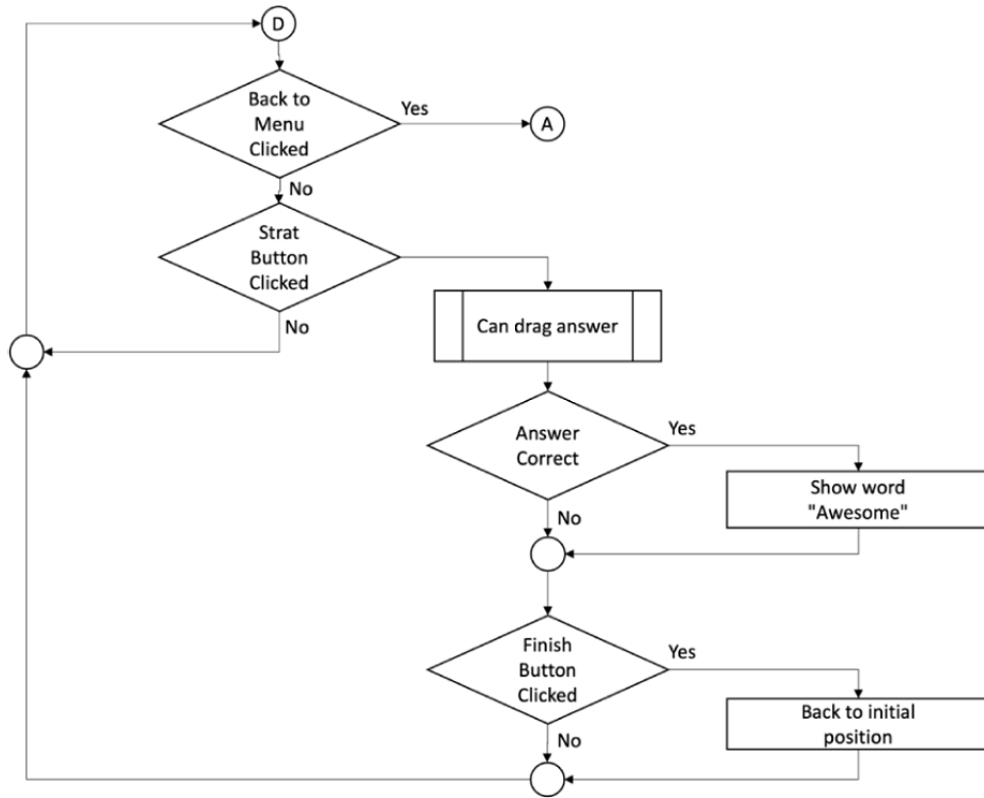 D
Back to
Menu
Clicked
Yes
A
No
Strat
Button
Clicked
No
Can drag answer
Answer
Correct
Yes
Show word
"Awesome"
No
Finish
Button
Clicked
Yes
Back to initial
position
No